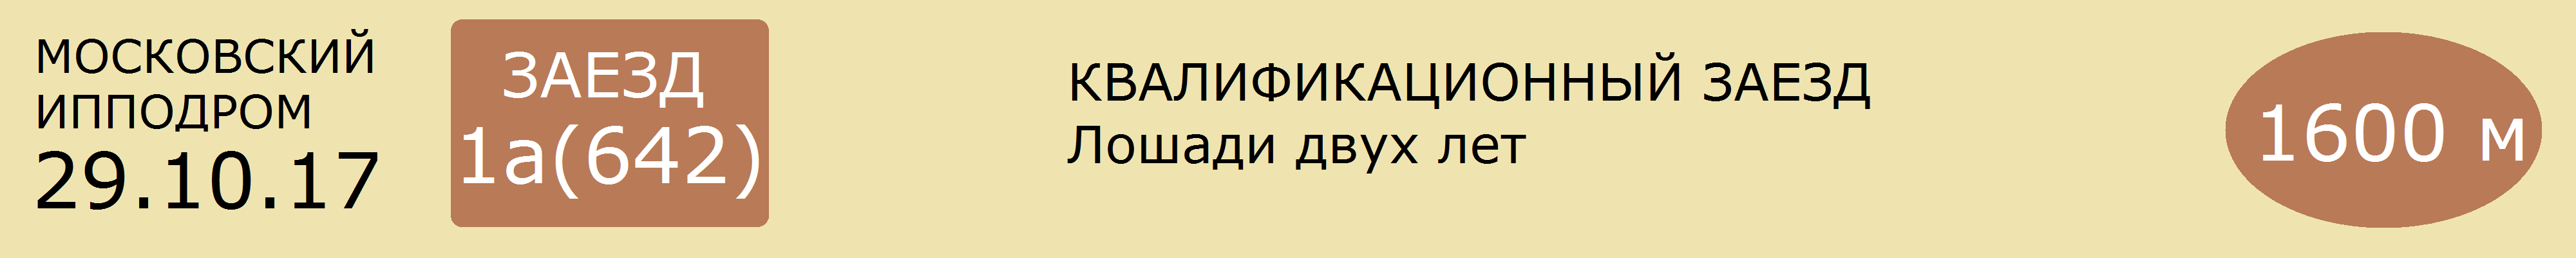 МОСКОВСКИЙ
ИППОДРОМ
29.10.17
ЗАЕЗД
1а(642)
КВАЛИФИКАЦИОННЫЙ ЗАЕЗД
Лошади двух лет
1600 м